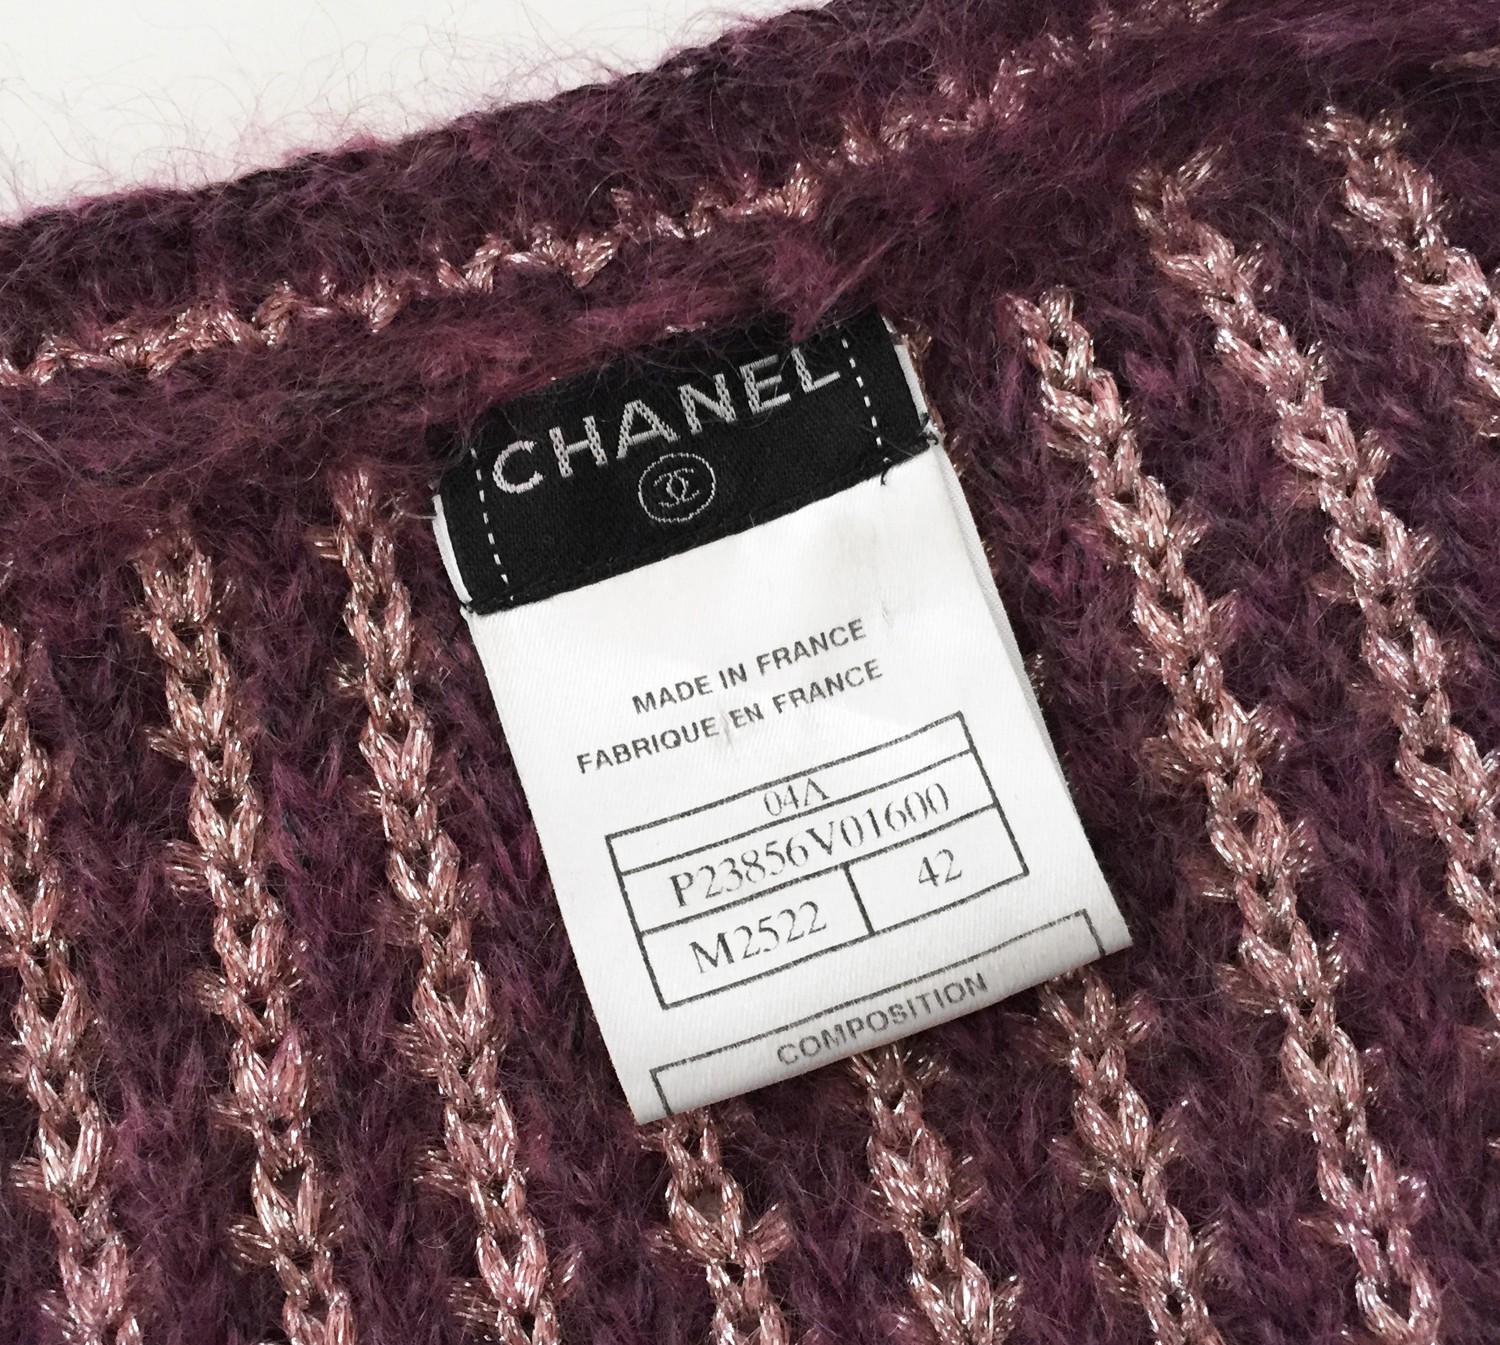 CHANEL
MADE IN FRANCE
FABRIQUE EN FRANCE
04A
P23856V01600
M2522 42
COMPOSITION